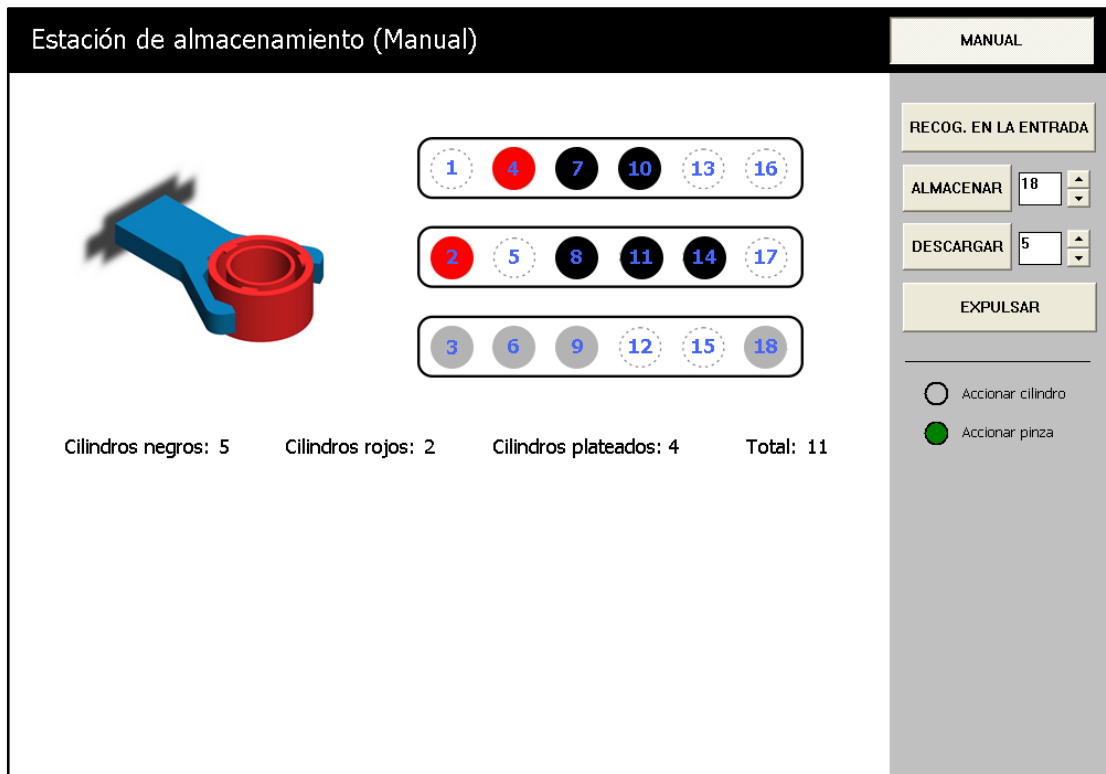 Estación de almacenamiento (Manual)
MANUAL
RECOG. EN LA ENTRADA
1 4 7 10 13 16
ALMACENAR 18
2 5 8 11 14 17
DESCARGAR 5
EXPULSAR
3 6 9 12 15 18
Accionar cilindro
Accionar pinza
Cilindros negros: 5 Cilindros rojos: 2 Cilindros plateados: 4 Total: 11